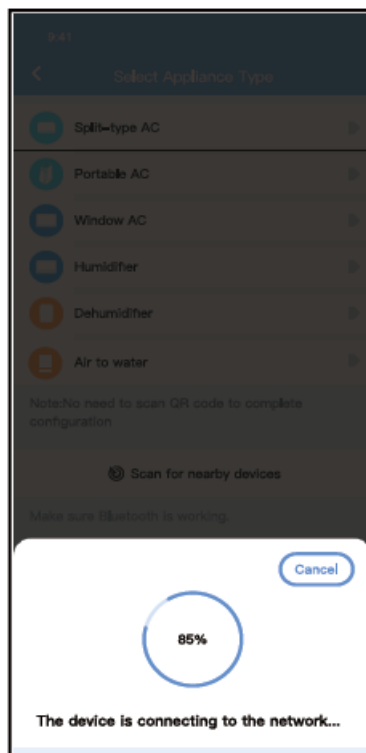 9:41
Select Appliance Type
Split-type AC
Portable AC
Window AC
Humidifier
Dehumidifier
Air to water
Note:No need to scan QR code to complete
configuration
Scan for nearby devices
Make sure Bluetooth is working.
Cancel
85%
The device is connecting to the network...